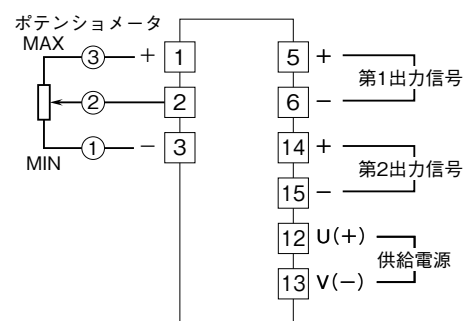 ポテンショメータ
MAX
③ + 1
② 2
① − 3
MIN
5 +
第1出力信号
6 −
14 +
第2出力信号
15 −
12 U(+)
供給電源
13 V(−)